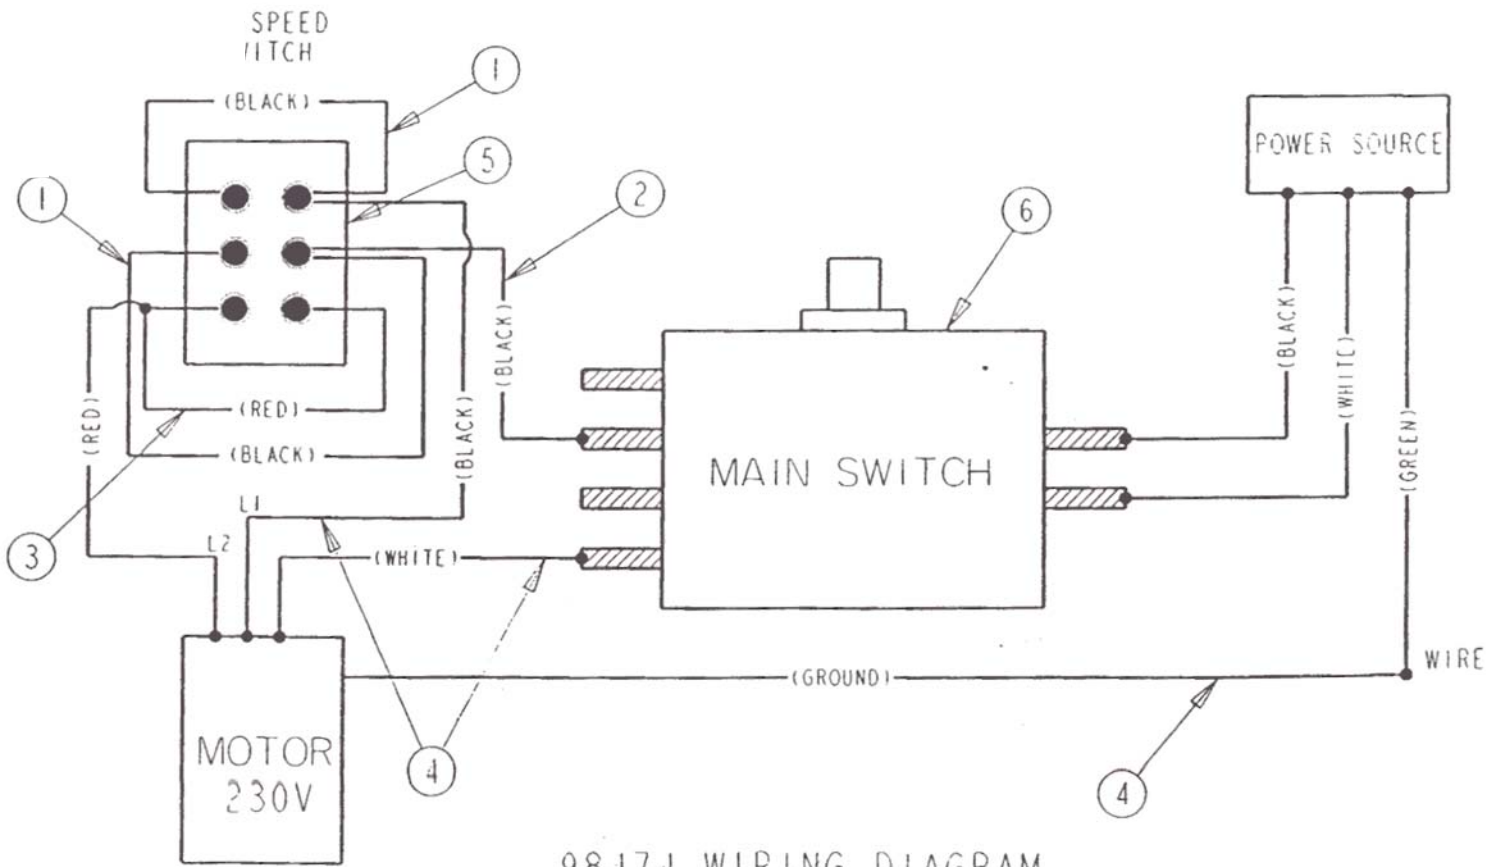 SPEED
ITCH
(BLACK)
1
5
1
2
6
POWER SOURCE
(BLACK)
(BLACK)
(WHITE)
(GREEN)
(RED)
(RED)
(BLACK)
(BLACK)
MAIN SWITCH
L1
L2
3
(WHITE)
WIRE
(GROUND)
MOTOR
230V
4
4
WIRING DIAGRAM